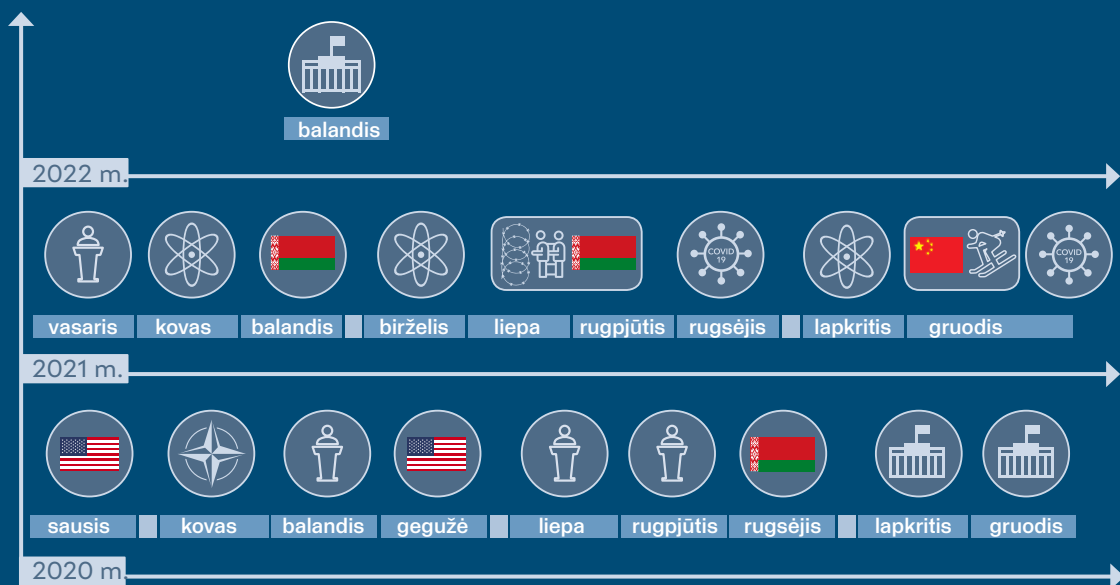 balandis
2022 m.
COVID
19
COVID
19
vasaris kovas balandis birželis liepa rugpjūtis rugsėjis lapkritis gruodis
2021 m.
sausis kovas balandis gegužė liepa rugpjūtis rugsėjis lapkritis gruodis
2020 m.